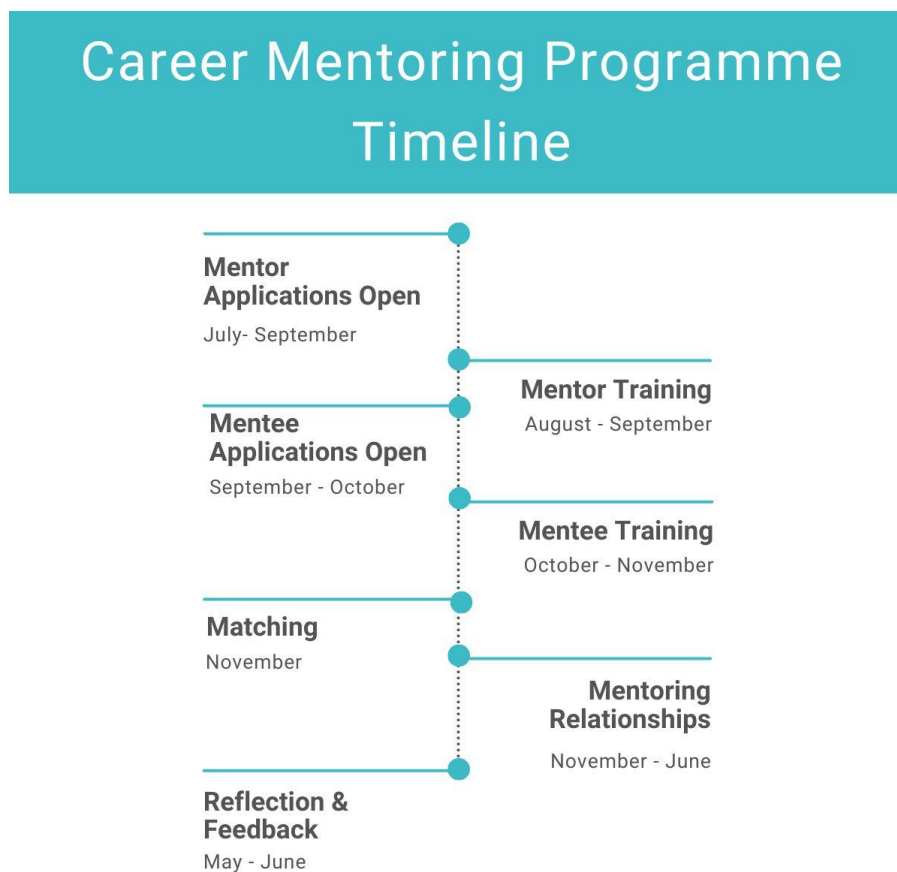 Career Mentoring Programme
Timeline
Mentor
Applications Open
July- September
Mentor Training
August - September
Mentee
Applications Open
September - October
Mentee Training
October - November
Matching
November
Mentoring
Relationships
November - June
Reflection &
Feedback
May - June